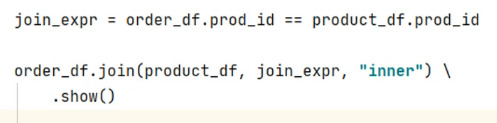 join_expr = order_df.prod_id == product_df.prod_id
order_df.join(product_df, join_expr, "inner") \
.show()